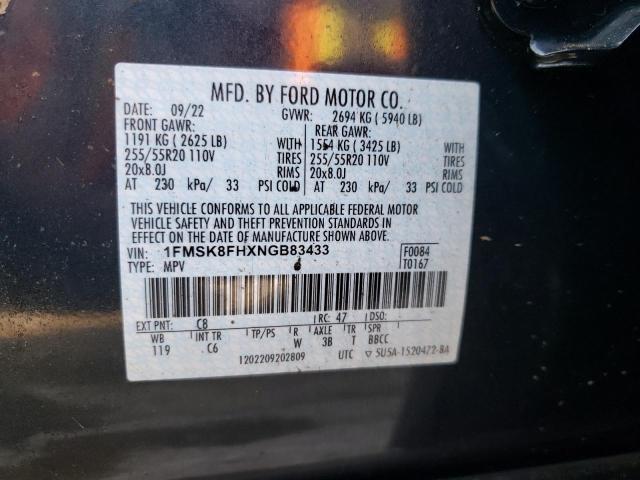 MFD. BY FORD MOTOR CO.
DATE: 09/22 GVWR: 2694 KG ( 5940 LB)
FRONT GAWR: REAR GAWR:
1191 KG ( 2625 LB) WITH 1554 KG ( 3425 LB) WITH
255/55R20 110V TIRES 255/55R20 110V TIRES
20x8.0J RIMS 20x8.0J RIMS
AT 230 kPa/ 33 PSI COLD AT 230 kPa/ 33 PSI COLD
THIS VEHICLE CONFORMS TO ALL APPLICABLE FEDERAL MOTOR
VEHICLE SAFETY AND THEFT PREVENTION STANDARDS IN
EFFECT ON THE DATE OF MANUFACTURE SHOWN ABOVE.
VIN: 1FMSK8FHXNGB83433 F0084
TYPE: MPV T0167
EXT PNT: C8 RC: 47 DSO:
WB INT TR TP/PS R AXLE TR SPR
119 C6 W 3B T BBCC
1202209202809 UTC ▽ 5U5A-1520472-BA